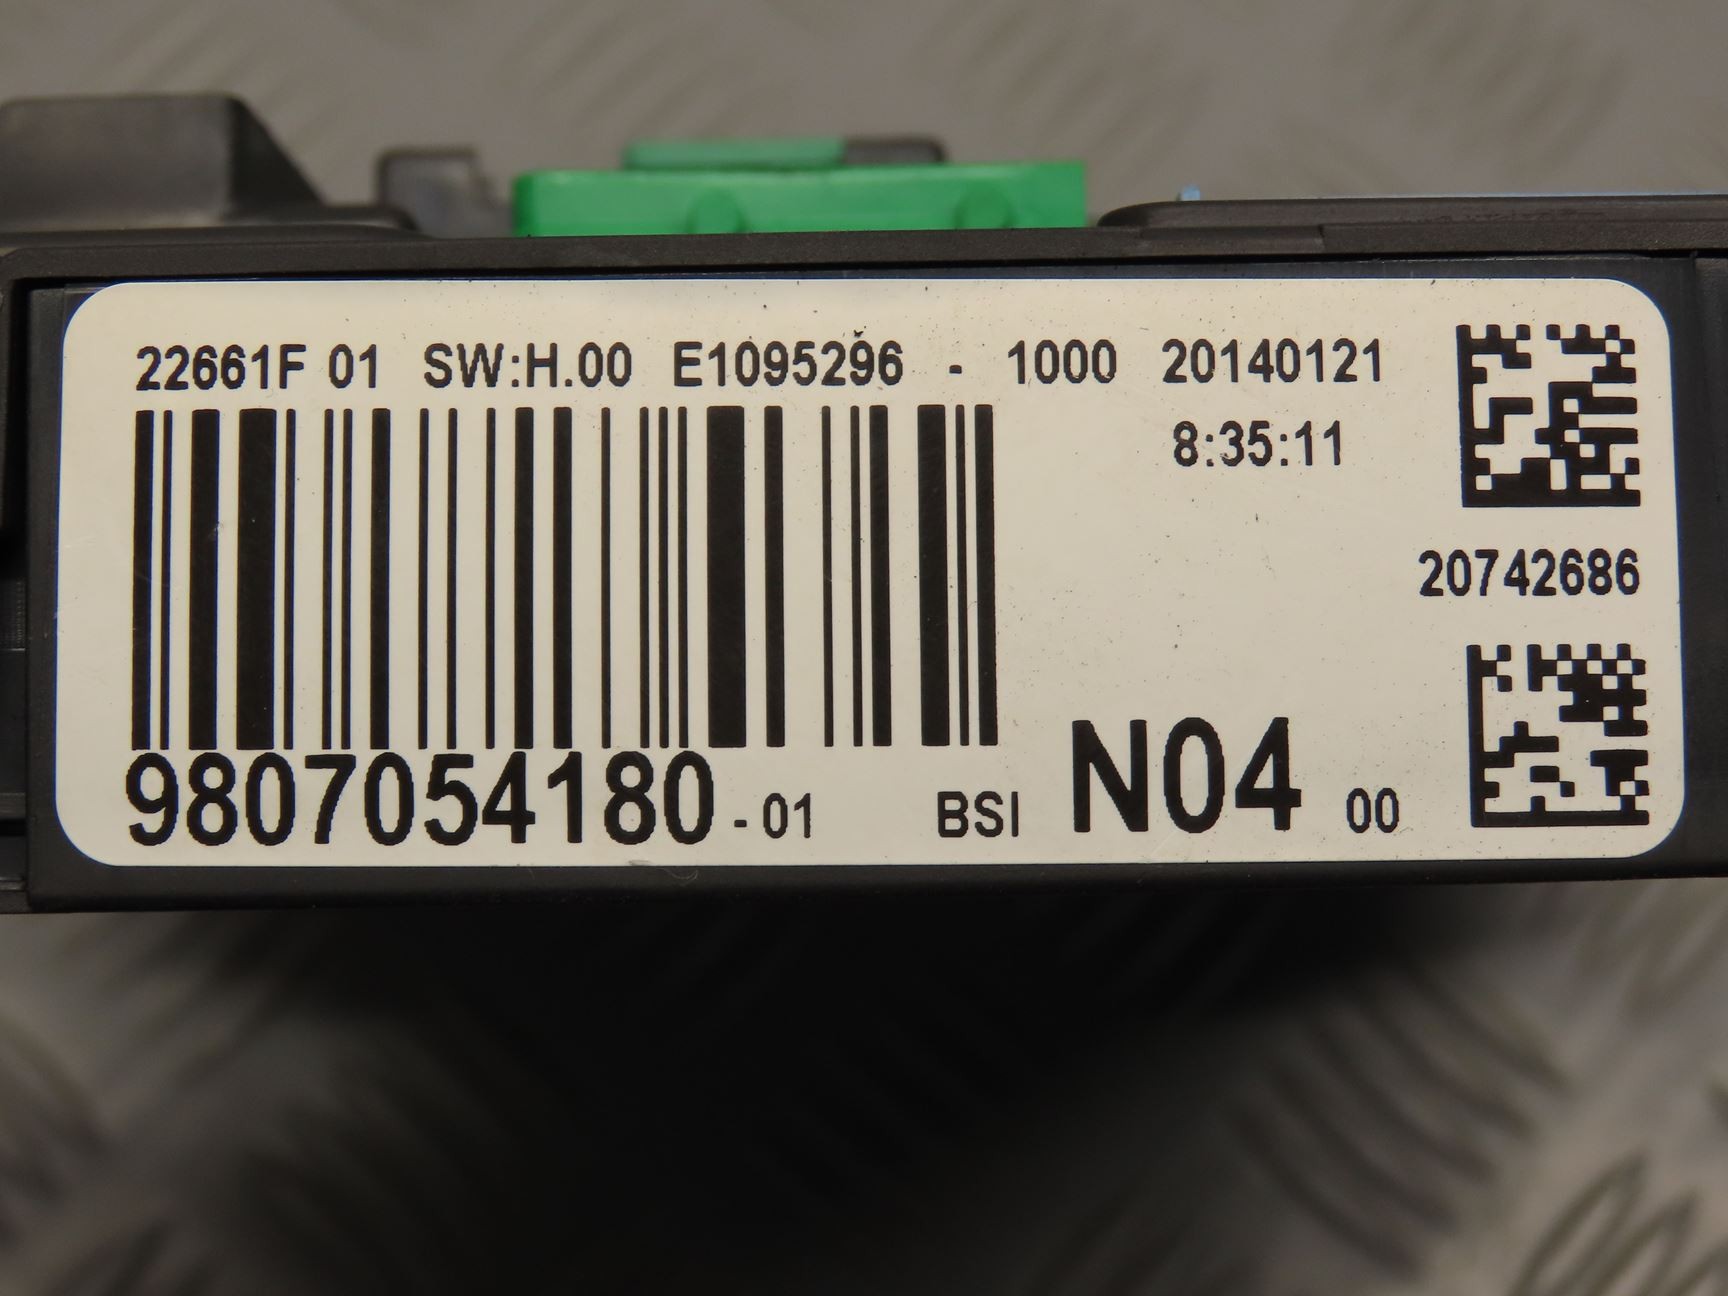 22661F 01 SW:H.00 E1095296 - 1000 20140121
8:35:11
20742686
9807054180 - 01 BSI N04 00